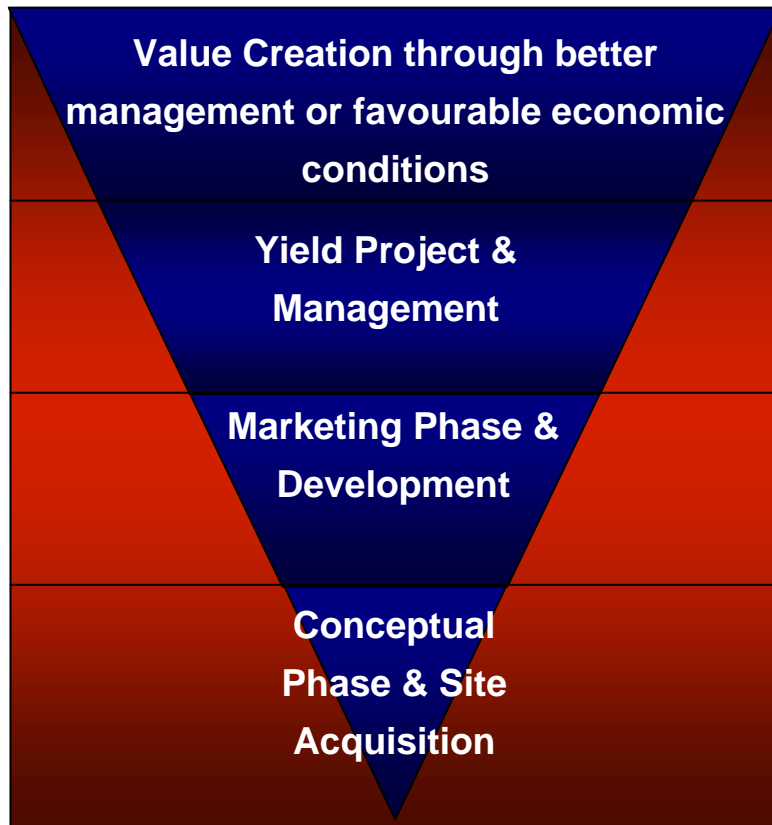 Value Creation through better
management or favourable economic
conditions
Yield Project &
Management
Marketing Phase &
Development
Conceptual
Phase & Site
Acquisition